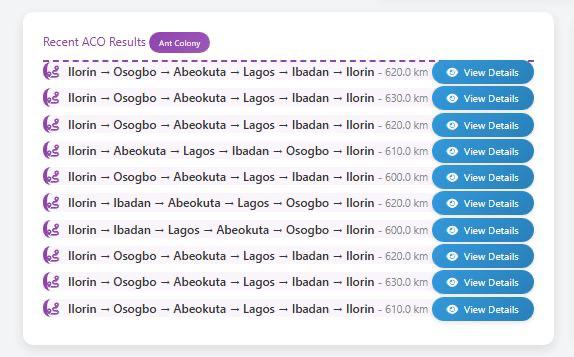 Recent ACO Results Ant Colony
Ilorin → Osogbo → Abeokuta → Lagos → Ibadan → Ilorin - 620.0 km View Details
Ilorin → Osogbo → Abeokuta → Lagos → Ibadan → Ilorin - 630.0 km View Details
Ilorin → Osogbo → Abeokuta → Lagos → Ibadan → Ilorin - 620.0 km View Details
Ilorin → Abeokuta → Lagos → Ibadan → Osogbo → Ilorin - 610.0 km View Details
Ilorin → Osogbo → Abeokuta → Lagos → Ibadan → Ilorin - 600.0 km View Details
Ilorin → Ibadan → Abeokuta → Lagos → Osogbo → Ilorin - 620.0 km View Details
Ilorin → Ibadan → Lagos → Abeokuta → Osogbo → Ilorin - 600.0 km View Details
Ilorin → Osogbo → Abeokuta → Lagos → Ibadan → Ilorin - 620.0 km View Details
Ilorin → Osogbo → Abeokuta → Lagos → Ibadan → Ilorin - 630.0 km View Details
Ilorin → Osogbo → Abeokuta → Lagos → Ibadan → Ilorin - 610.0 km View Details